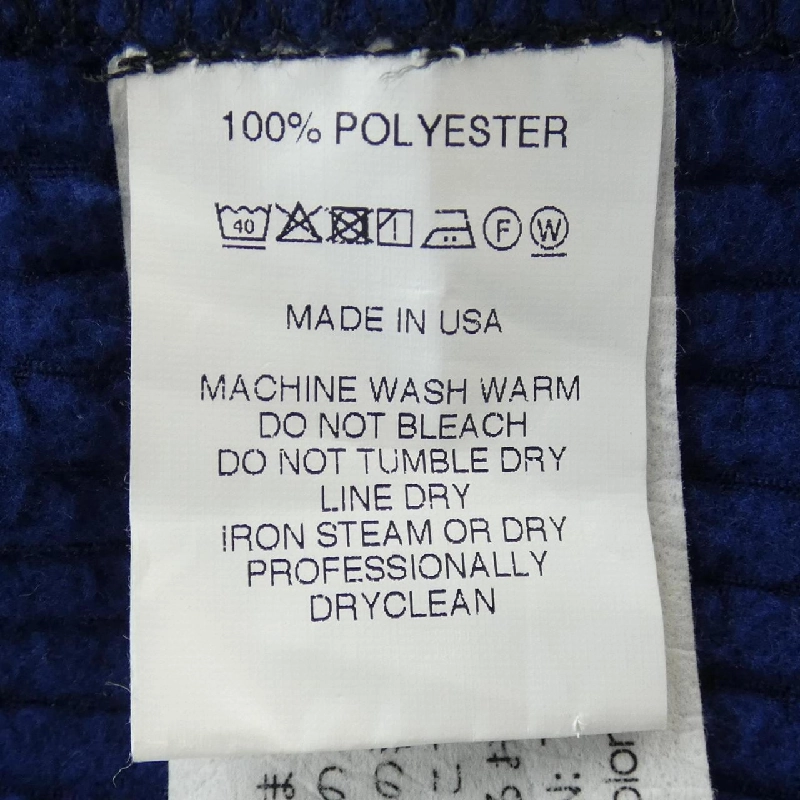 100% POLYESTER
40 F W
MADE IN USA
MACHINE WASH WARM
DO NOT BLEACH
DO NOT TUMBLE DRY
LINE DRY
IRON STEAM OR DRY
PROFESSIONALLY
DRYCLEAN